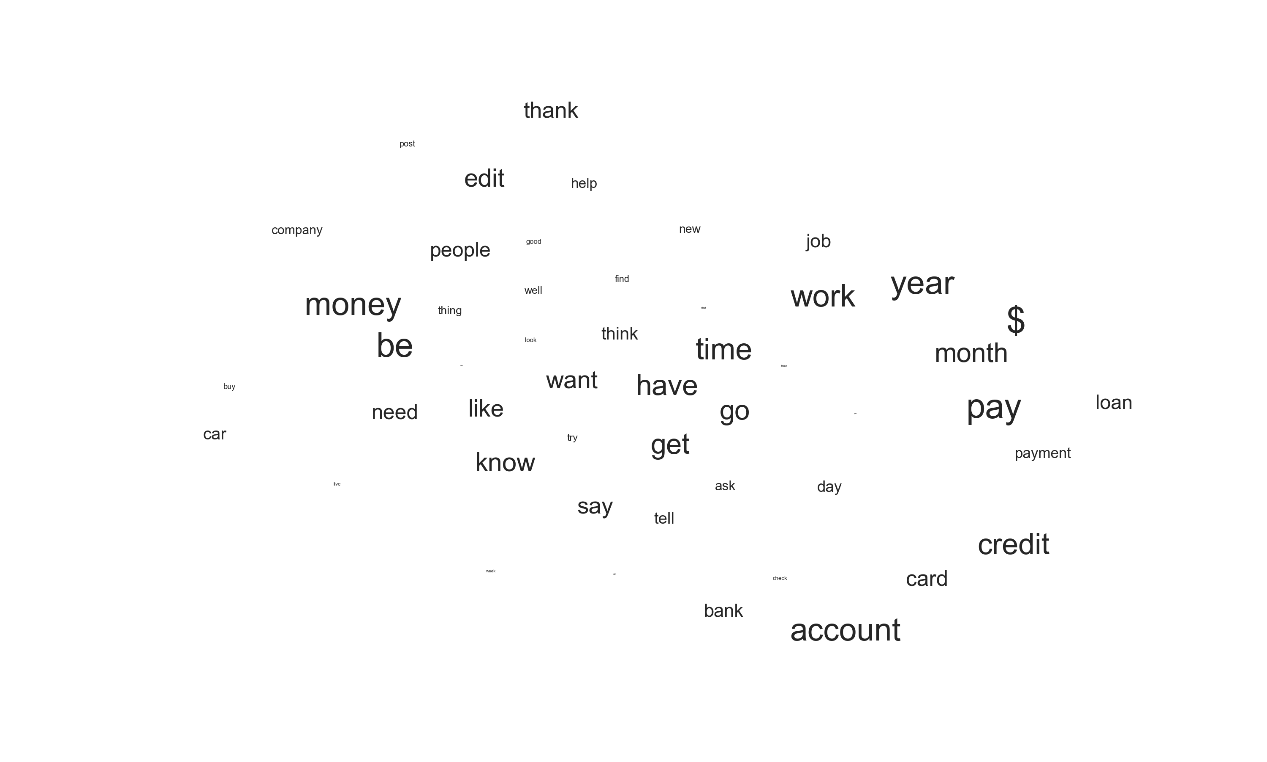 thank
post
edit
help
company
new
people
good
job
find
year
well
work
money
thing
$
look
think
be
time
month
want
have
buy
like
need
go
pay
loan
car
try
get
payment
know
ask
day
say
tell
credit
check
card
bank
account